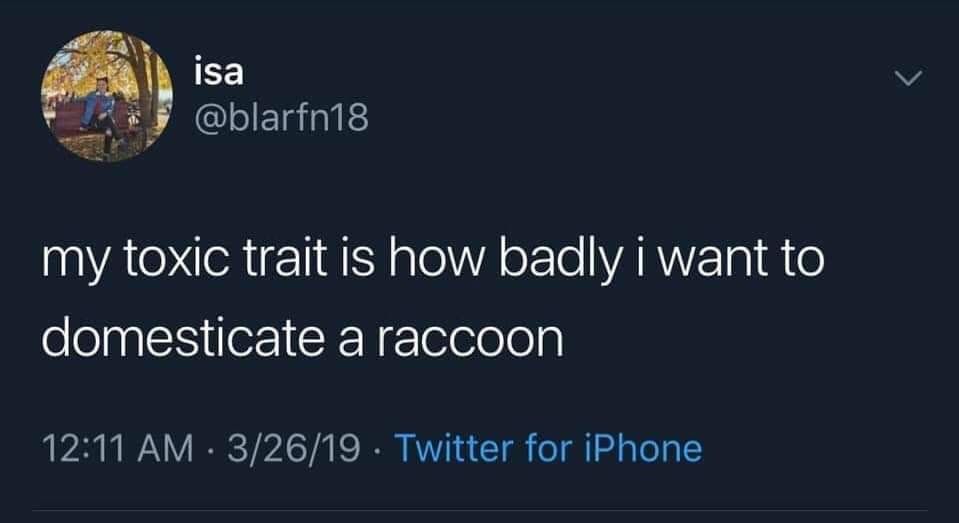 isa
@blarfn18
my toxic trait is how badly i want to
domesticate a raccoon
12:11 AM · 3/26/19 · Twitter for iPhone